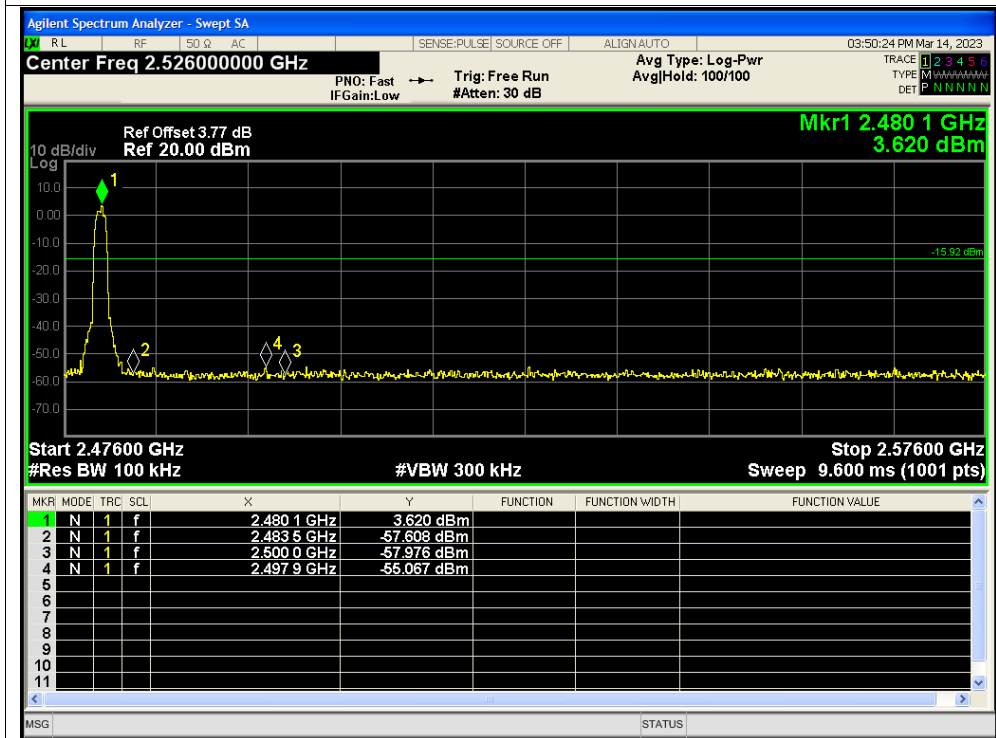 Agilent Spectrum Analyzer - Swept SA
LXI RL RF 50 Ω AC SENSE:PULSE SOURCE OFF ALIGN AUTO 03:50:24 PM Mar 14, 2023
Center Freq 2.526000000 GHz
PNO: Fast
IFGain:Low
Trig: Free Run
#Atten: 30 dB
Avg Type: Log-Pwr
Avg|Hold: 100/100
TRACE 1 2 3 4 5 6
TYPE M
DET P N N N N N
Mkr1 2.480 1 GHz
3.620 dBm
Ref Offset 3.77 dB
10 dB/div Ref 20.00 dBm
Log
10.0
0.00
-10.0
-20.0
-30.0
-40.0
-50.0
-60.0
-70.0
1
2
4
3
-15.92 dBm
Start 2.47600 GHz Stop 2.57600 GHz
#Res BW 100 kHz #VBW 300 kHz Sweep 9.600 ms (1001 pts)
MKR MODE TRC SCL X Y FUNCTION FUNCTION WIDTH FUNCTION VALUE
1 N 1 f 2.480 1 GHz 3.620 dBm
2 N 1 f 2.483 5 GHz -57.608 dBm
3 N 1 f 2.500 0 GHz -57.976 dBm
4 N 1 f 2.497 9 GHz -55.067 dBm
5
6
7
8
9
10
11
MSG STATUS